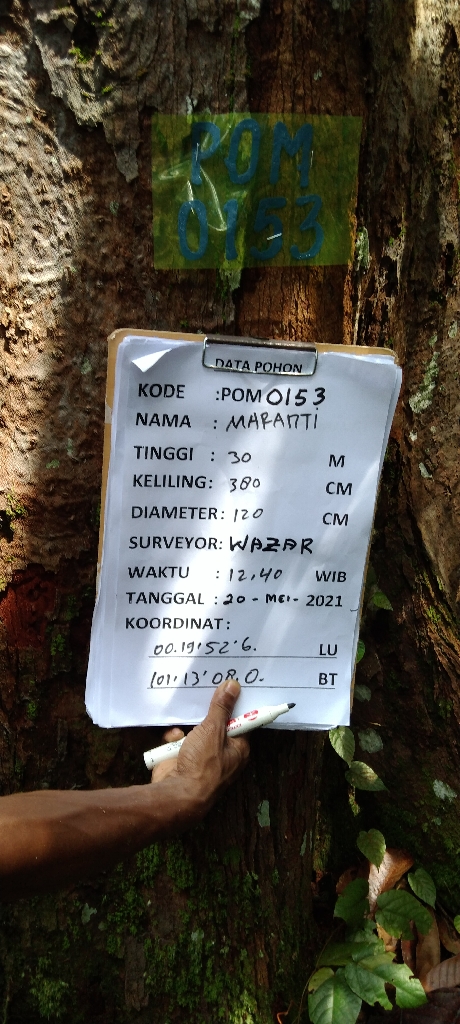 POM
0153
DATA POHON
KODE :POM 0153
NAMA : MARANTI
TINGGI : 30 M
KELILING: 380 CM
DIAMETER: 120 CM
SURVEYOR: WAZAR
WAKTU : 12.40 WIB
TANGGAL : 20 - MEI - 2021
KOORDINAT:
00.19'52'6. LU
101.13'08.0. BT